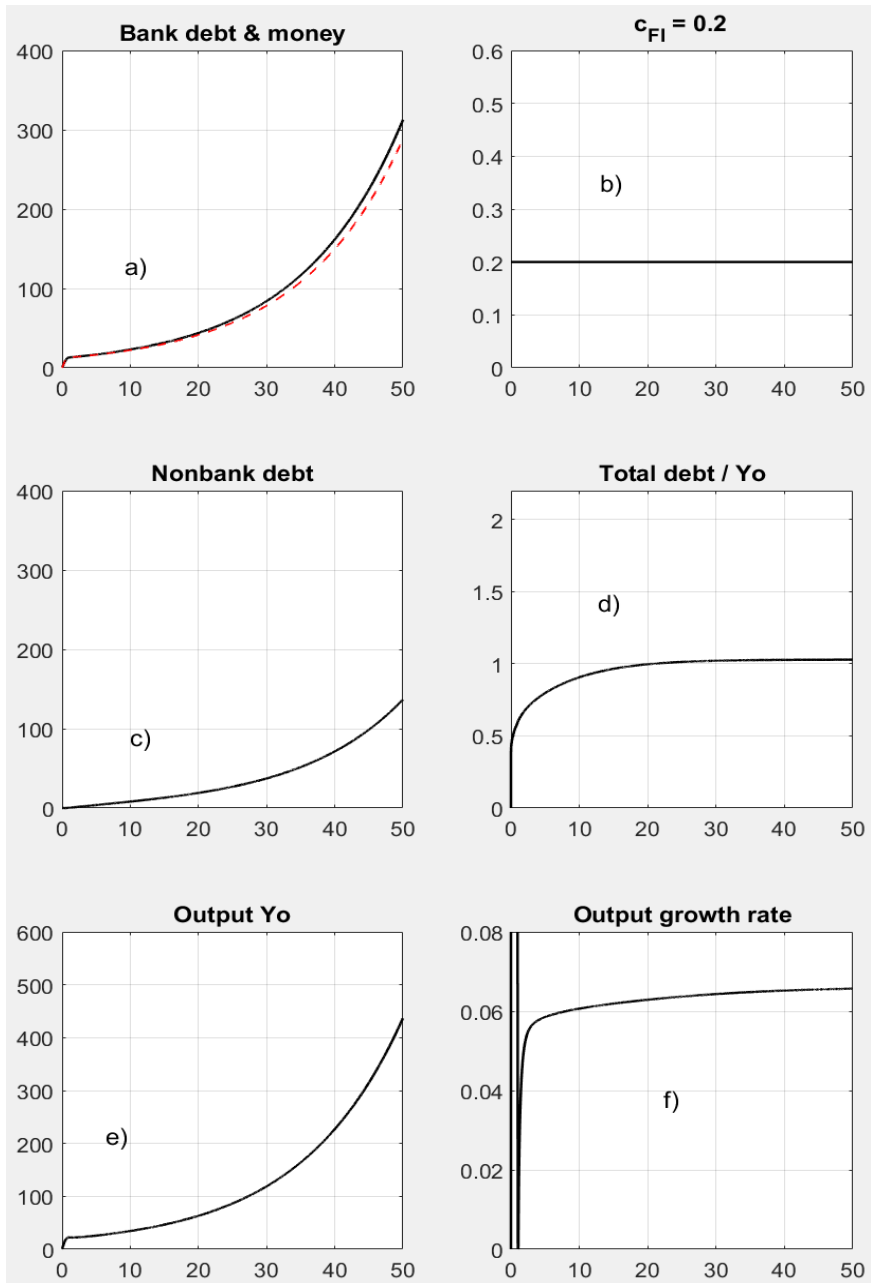 Bank debt & money
400
300
200
100
0
a)
0 10 20 30 40 50
c_FI = 0.2
0.6
0.5
0.4
0.3
0.2
0.1
0
b)
0 10 20 30 40 50
Nonbank debt
400
300
200
100
0
c)
0 10 20 30 40 50
Total debt / Yo
2
1.5
1
0.5
0
d)
0 10 20 30 40 50
Output Yo
600
500
400
300
200
100
0
e)
0 10 20 30 40 50
Output growth rate
0.08
0.06
0.04
0.02
0
f)
0 10 20 30 40 50